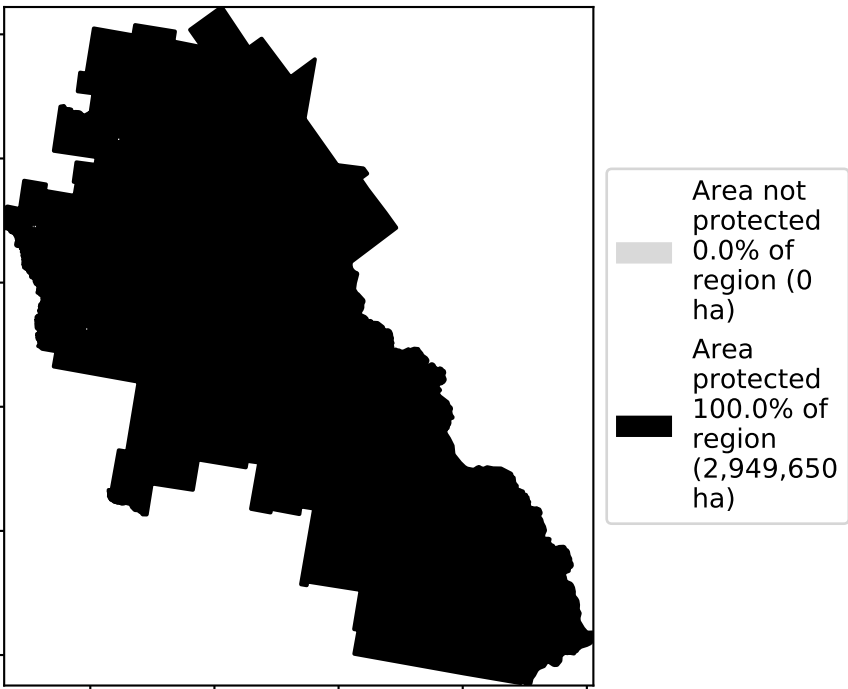 Area not
protected
0.0% of
region (0
ha)
Area
protected
100.0% of
region
(2,949,650
ha)